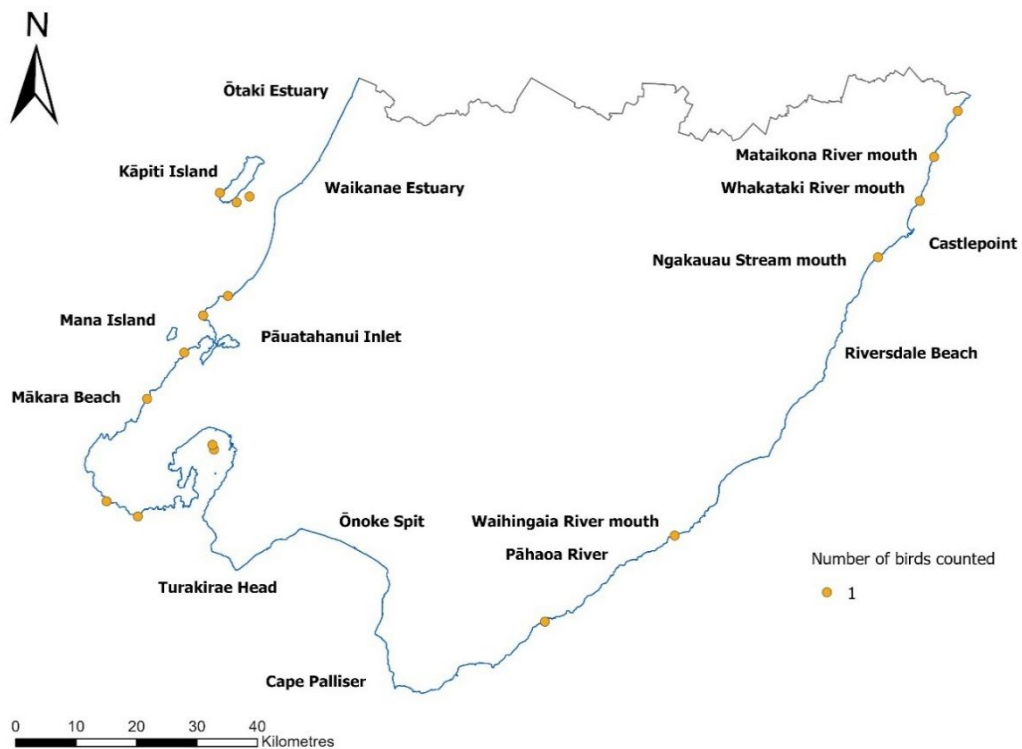 N
Ōtaki Estuary
Mataikona River mouth
Kāpiti Island
Waikanae Estuary
Whakataki River mouth
Castlepoint
Ngakauau Stream mouth
Mana Island
Pāuatahanui Inlet
Riversdale Beach
Mākara Beach
Ōnoke Spit
Waihingaia River mouth
Pāhaoa River
Number of birds counted
1
Turakirae Head
Cape Palliser
0 10 20 30 40
Kilometres